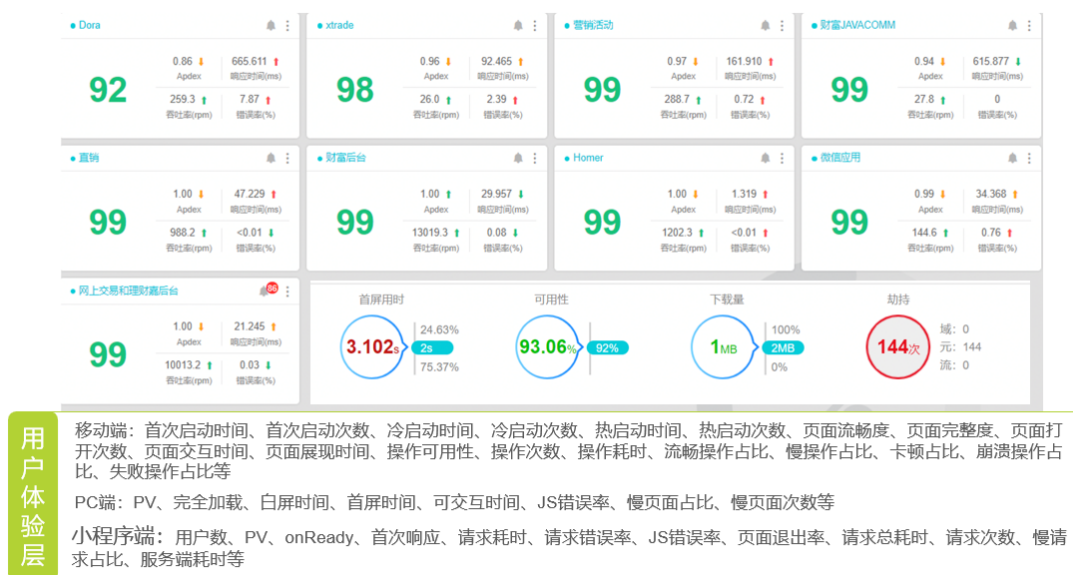 Dora
92
0.86
Apdex
665.611
响应时间(ms)
259.3
吞吐率(rpm)
7.87
错误率(%)
xtrade
98
0.96
Apdex
92.465
响应时间(ms)
26.0
吞吐率(rpm)
2.39
错误率(%)
营销活动
99
0.97
Apdex
161.910
响应时间(ms)
288.7
吞吐率(rpm)
0.72
错误率(%)
财富JAVACOMM
99
0.94
Apdex
615.877
响应时间(ms)
27.8
吞吐率(rpm)
0
错误率(%)
直销
99
1.00
Apdex
47.229
响应时间(ms)
988.2
吞吐率(rpm)
<0.01
错误率(%)
财富后台
99
1.00
Apdex
29.957
响应时间(ms)
13019.3
吞吐率(rpm)
0.08
错误率(%)
Homer
99
1.00
Apdex
1.319
响应时间(ms)
1202.3
吞吐率(rpm)
<0.01
错误率(%)
微信应用
99
0.99
Apdex
34.368
响应时间(ms)
144.6
吞吐率(rpm)
0.76
错误率(%)
网上交易和理财嘉后台
86
99
1.00
Apdex
21.245
响应时间(ms)
10013.2
吞吐率(rpm)
0.03
错误率(%)
首屏用时
3.102s
24.63%
2s
75.37%
可用性
93.06%
92%
下载量
1MB
100%
2MB
0%
劫持
144次
域: 0
元: 144
流: 0
用户体验层
移动端：首次启动时间、首次启动次数、冷启动时间、冷启动次数、热启动时间、热启动次数、页面流畅度、页面完整度、页面打
开次数、页面交互时间、页面展现时间、操作可用性、操作次数、操作耗时、流畅操作占比、慢操作占比、卡顿占比、崩溃操作占
比、失败操作占比等
PC端：PV、完全加载、白屏时间、首屏时间、可交互时间、JS错误率、慢页面占比、慢页面次数等
小程序端：用户数、PV、onReady、首次响应、请求耗时、请求错误率、JS错误率、页面退出率、请求总耗时、请求次数、慢请
求占比、服务端耗时等